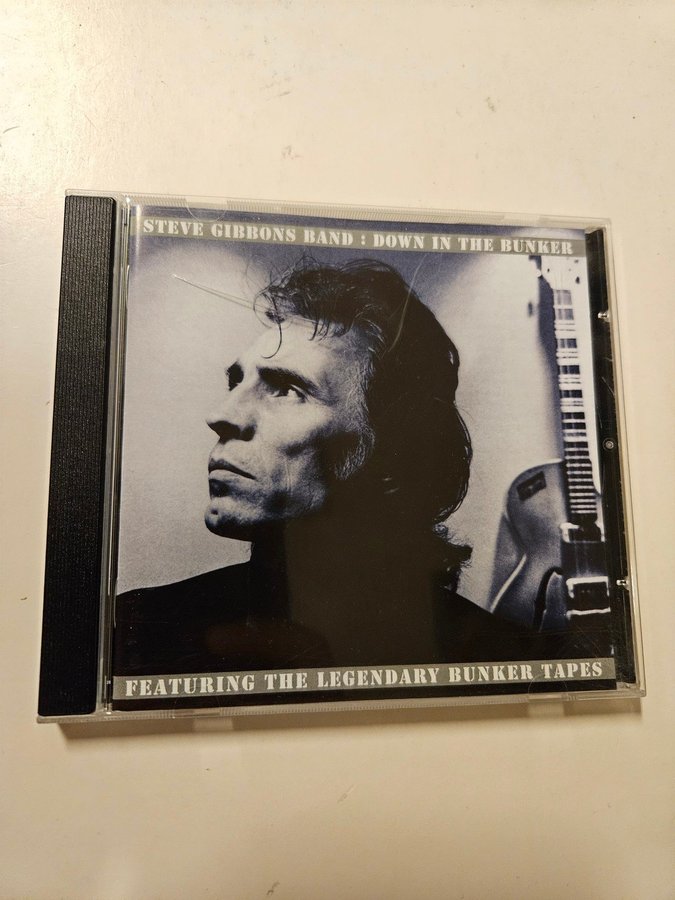 STEVE GIBBONS BAND : DOWN IN THE BUNKER
FEATURING THE LEGENDARY BUNKER TAPES